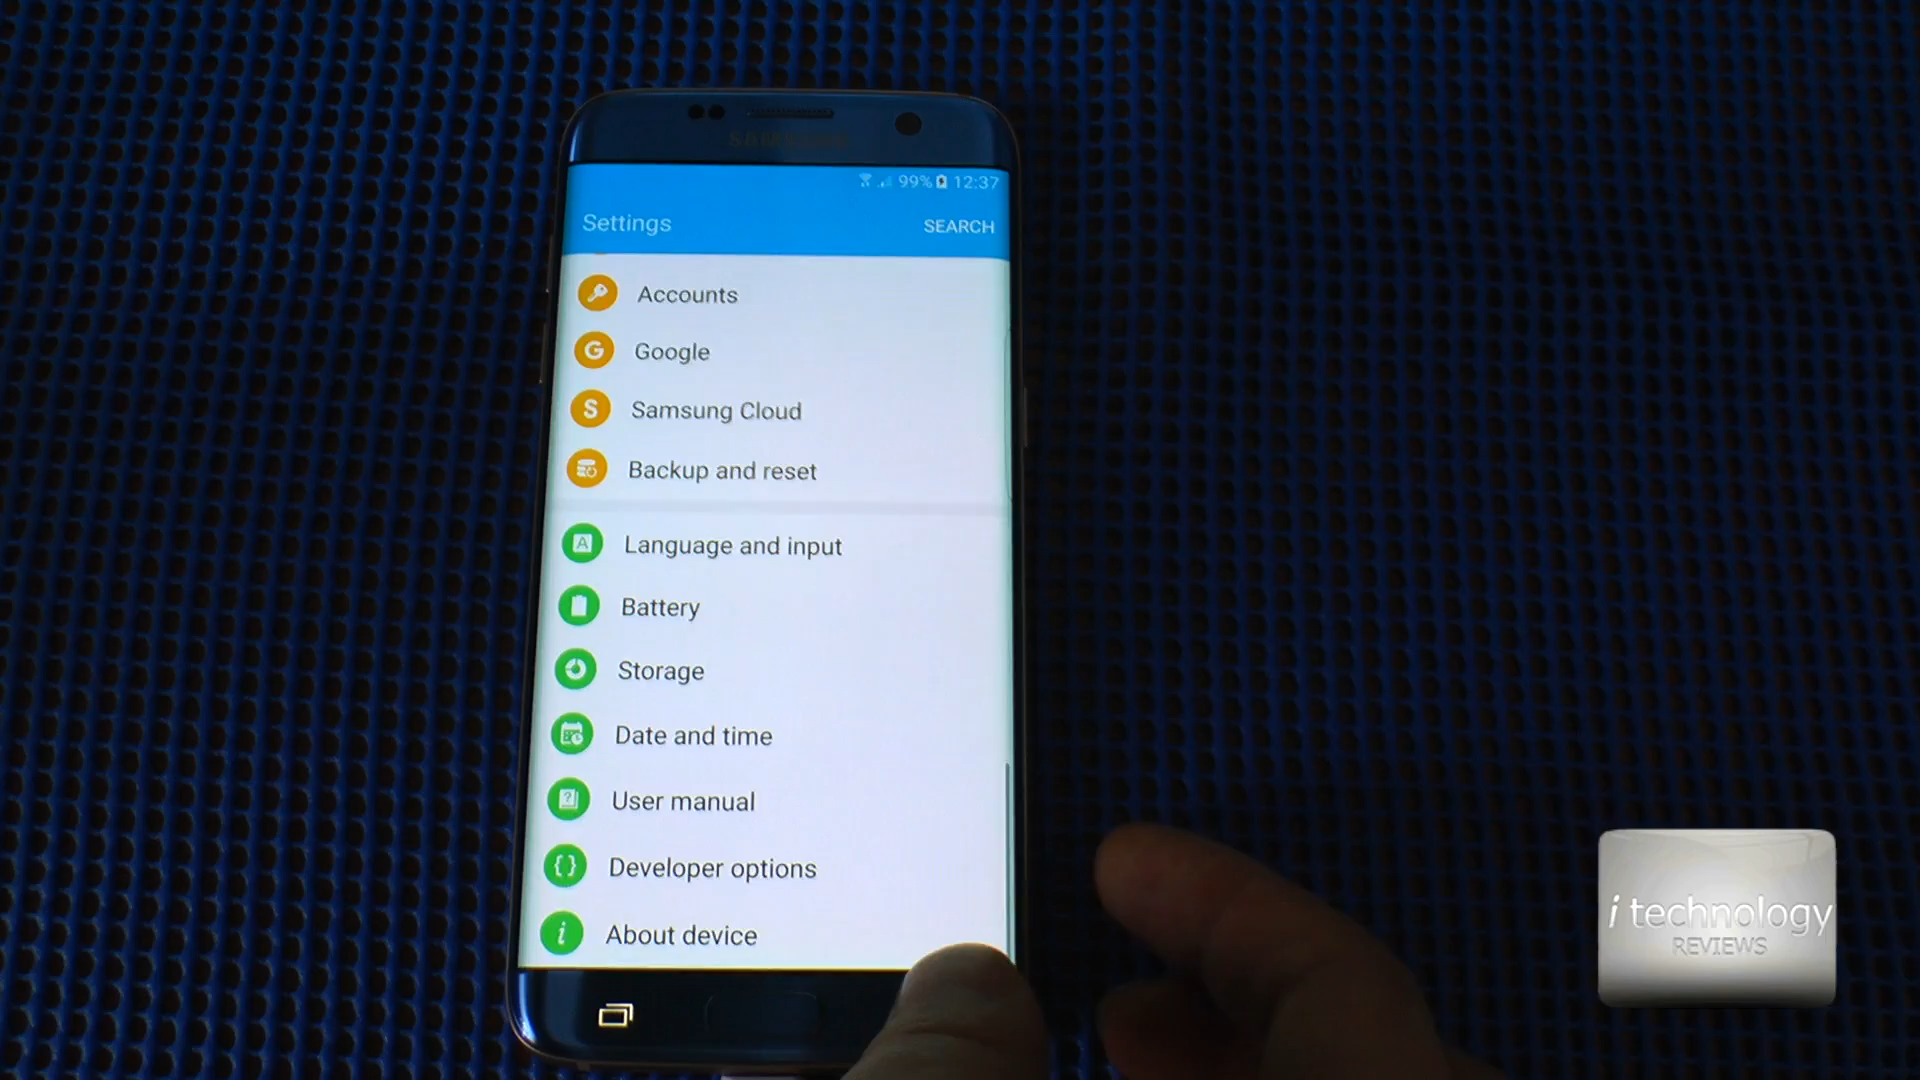 SAMSUNG
99% 12:37
Settings
SEARCH
Accounts
Google
Samsung Cloud
Backup and reset
Language and input
Battery
Storage
Date and time
User manual
Developer options
About device
i technology
REVIEWS